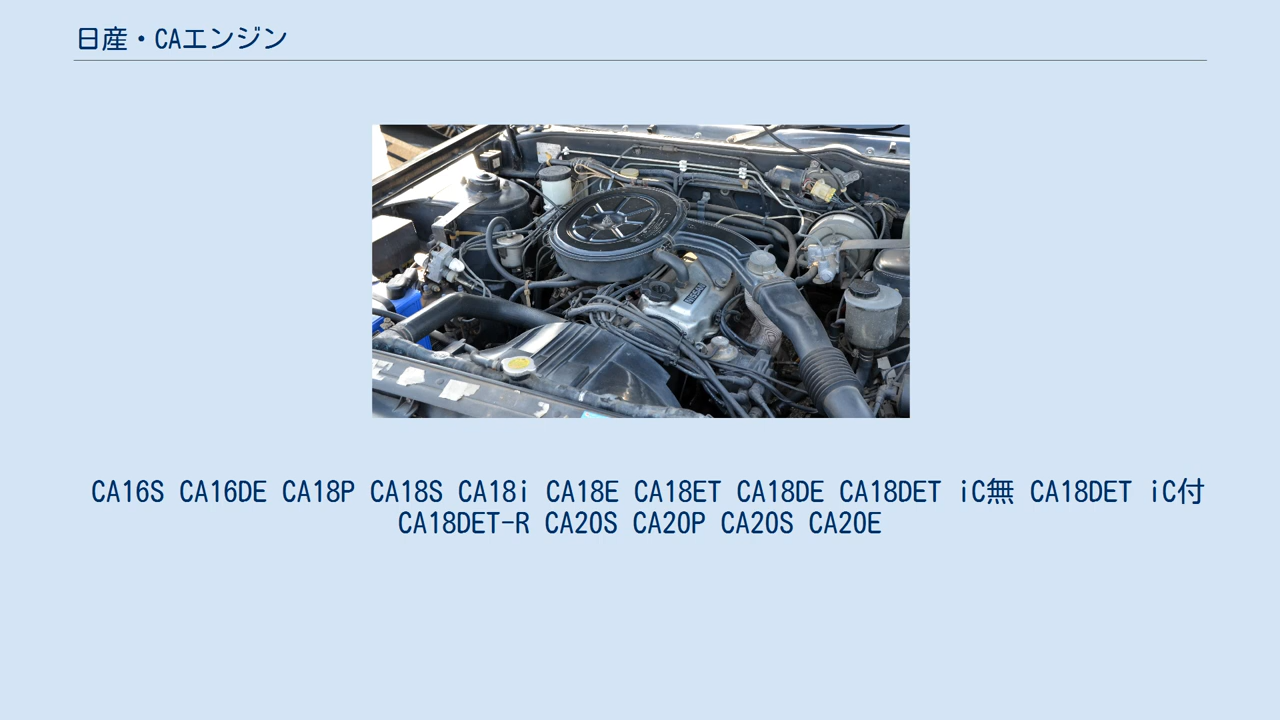 日産・CAエンジン
NISSAN
CA16S CA16DE CA18P CA18S CA18i CA18E CA18ET CA18DE CA18DET iC無 CA18DET iC付
CA18DET-R CA20S CA20P CA20S CA20E